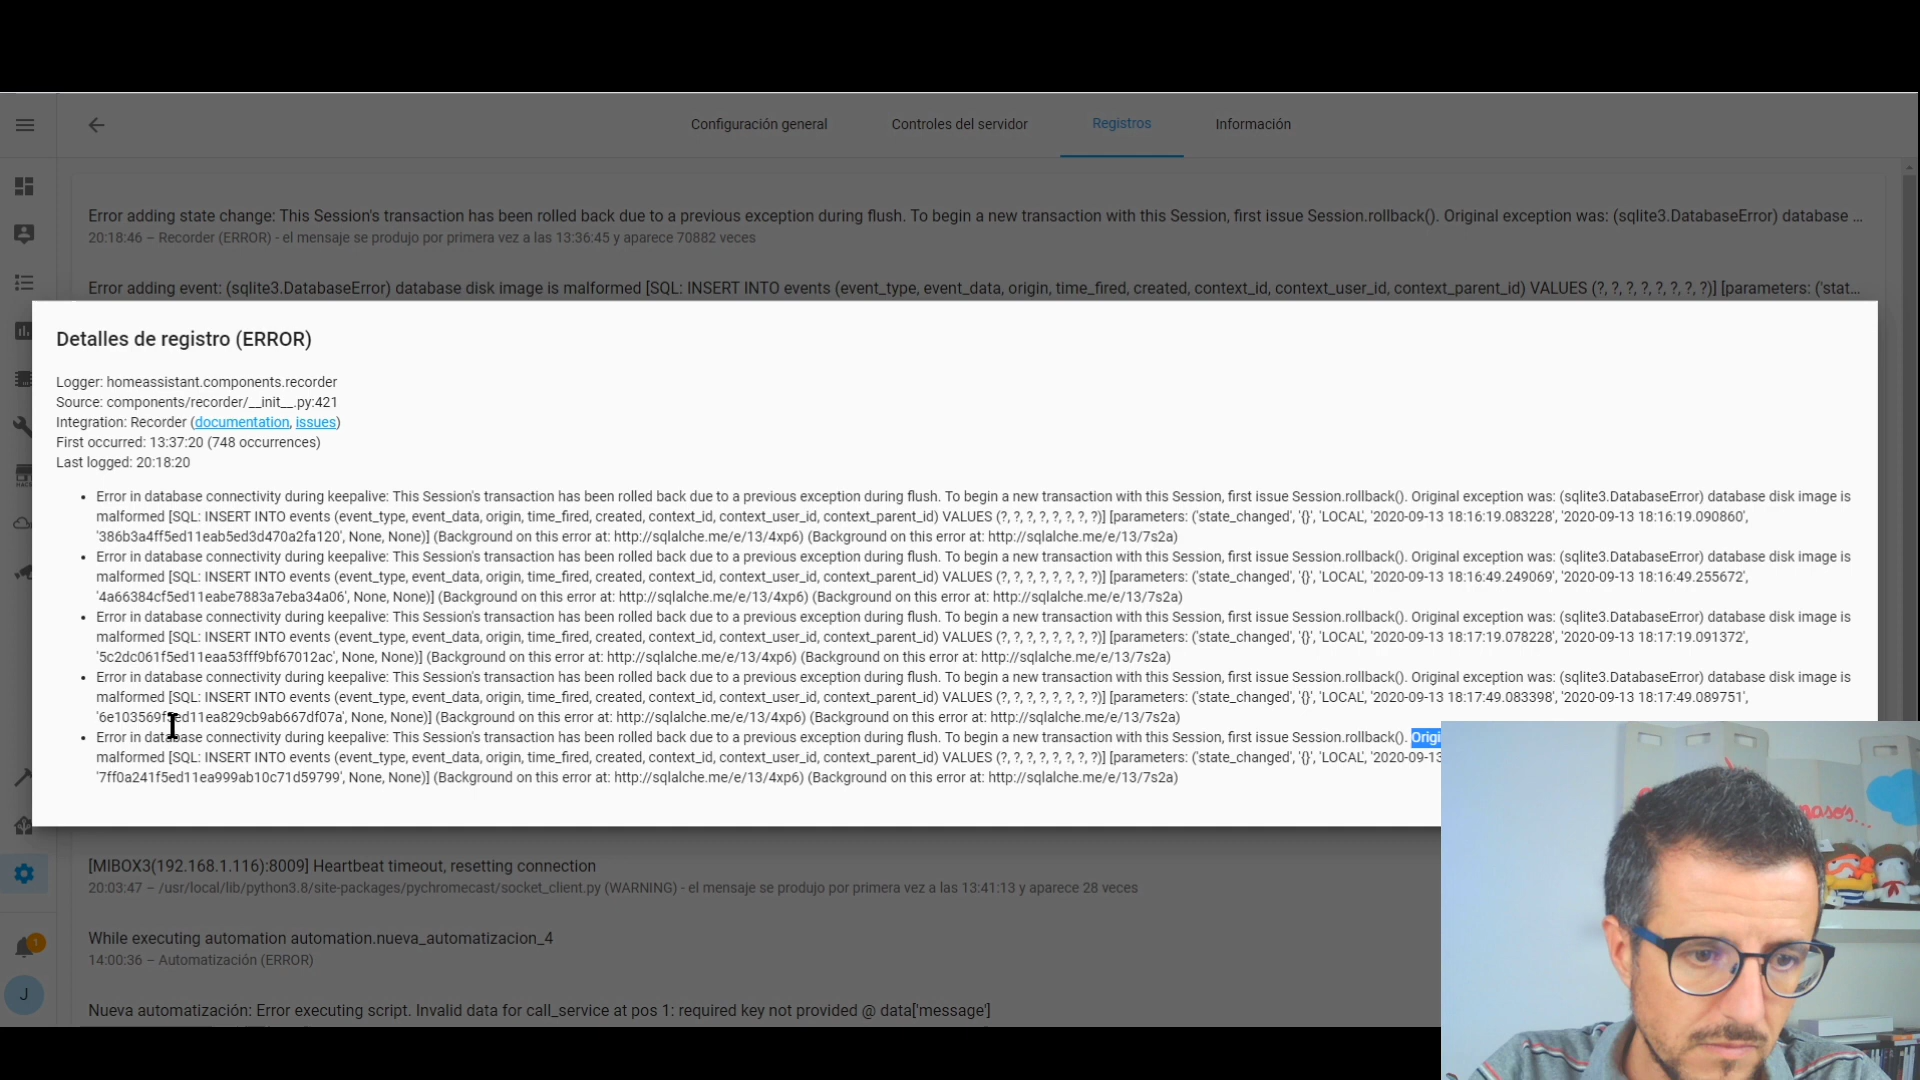 Configuración general
Controles del servidor
Registros
Información
Error adding state change: This Session's transaction has been rolled back due to a previous exception during flush. To begin a new transaction with this Session, first issue Session.rollback(). Original exception was: (sqlite3.DatabaseError) database ...
20:18:46 – Recorder (ERROR) - el mensaje se produjo por primera vez a las 13:36:45 y aparece 70882 veces
Error adding event: (sqlite3.DatabaseError) database disk image is malformed [SQL: INSERT INTO events (event_type, event_data, origin, time_fired, created, context_id, context_user_id, context_parent_id) VALUES (?, ?, ?, ?, ?, ?, ?, ?)] [parameters: ('stat...
Detalles de registro (ERROR)
Logger: homeassistant.components.recorder
Source: components/recorder/__init__.py:421
Integration: Recorder (documentation, issues)
First occurred: 13:37:20 (748 occurrences)
Last logged: 20:18:20
• Error in database connectivity during keepalive: This Session's transaction has been rolled back due to a previous exception during flush. To begin a new transaction with this Session, first issue Session.rollback(). Original exception was: (sqlite3.DatabaseError) database disk image is
malformed [SQL: INSERT INTO events (event_type, event_data, origin, time_fired, created, context_id, context_user_id, context_parent_id) VALUES (?, ?, ?, ?, ?, ?, ?, ?)] [parameters: ('state_changed', '{}', 'LOCAL', '2020-09-13 18:16:19.083228', '2020-09-13 18:16:19.090860',
'386b3a4ff5ed11eab5ed3d470a2fa120', None, None)] (Background on this error at: http://sqlalche.me/e/13/4xp6) (Background on this error at: http://sqlalche.me/e/13/7s2a)
• Error in database connectivity during keepalive: This Session's transaction has been rolled back due to a previous exception during flush. To begin a new transaction with this Session, first issue Session.rollback(). Original exception was: (sqlite3.DatabaseError) database disk image is
malformed [SQL: INSERT INTO events (event_type, event_data, origin, time_fired, created, context_id, context_user_id, context_parent_id) VALUES (?, ?, ?, ?, ?, ?, ?, ?)] [parameters: ('state_changed', '{}', 'LOCAL', '2020-09-13 18:16:49.249069', '2020-09-13 18:16:49.255672',
'4a66384cf5ed11eabe7883a7eba34a06', None, None)] (Background on this error at: http://sqlalche.me/e/13/4xp6) (Background on this error at: http://sqlalche.me/e/13/7s2a)
• Error in database connectivity during keepalive: This Session's transaction has been rolled back due to a previous exception during flush. To begin a new transaction with this Session, first issue Session.rollback(). Original exception was: (sqlite3.DatabaseError) database disk image is
malformed [SQL: INSERT INTO events (event_type, event_data, origin, time_fired, created, context_id, context_user_id, context_parent_id) VALUES (?, ?, ?, ?, ?, ?, ?, ?)] [parameters: ('state_changed', '{}', 'LOCAL', '2020-09-13 18:17:19.078228', '2020-09-13 18:17:19.091372',
'5c2dc061f5ed11eaa53fff9bf67012ac', None, None)] (Background on this error at: http://sqlalche.me/e/13/4xp6) (Background on this error at: http://sqlalche.me/e/13/7s2a)
• Error in database connectivity during keepalive: This Session's transaction has been rolled back due to a previous exception during flush. To begin a new transaction with this Session, first issue Session.rollback(). Original exception was: (sqlite3.DatabaseError) database disk image is
malformed [SQL: INSERT INTO events (event_type, event_data, origin, time_fired, created, context_id, context_user_id, context_parent_id) VALUES (?, ?, ?, ?, ?, ?, ?, ?)] [parameters: ('state_changed', '{}', 'LOCAL', '2020-09-13 18:17:49.083398', '2020-09-13 18:17:49.089751',
'6e103569f5ed11ea829cb9ab667df07a', None, None)] (Background on this error at: http://sqlalche.me/e/13/4xp6) (Background on this error at: http://sqlalche.me/e/13/7s2a)
• Error in database connectivity during keepalive: This Session's transaction has been rolled back due to a previous exception during flush. To begin a new transaction with this Session, first issue Session.rollback(). Origi
malformed [SQL: INSERT INTO events (event_type, event_data, origin, time_fired, created, context_id, context_user_id, context_parent_id) VALUES (?, ?, ?, ?, ?, ?, ?, ?)] [parameters: ('state_changed', '{}', 'LOCAL', '2020-09-13
'7ff0a241f5ed11ea999ab10c71d59799', None, None)] (Background on this error at: http://sqlalche.me/e/13/4xp6) (Background on this error at: http://sqlalche.me/e/13/7s2a)
[MIBOX3(192.168.1.116):8009] Heartbeat timeout, resetting connection
20:03:47 – /usr/local/lib/python3.8/site-packages/pychromecast/socket_client.py (WARNING) - el mensaje se produjo por primera vez a las 13:41:13 y aparece 28 veces
While executing automation automation.nueva_automatizacion_4
14:00:36 – Automatización (ERROR)
1
J
Nueva automatización: Error executing script. Invalid data for call_service at pos 1: required key not provided @ data['message']